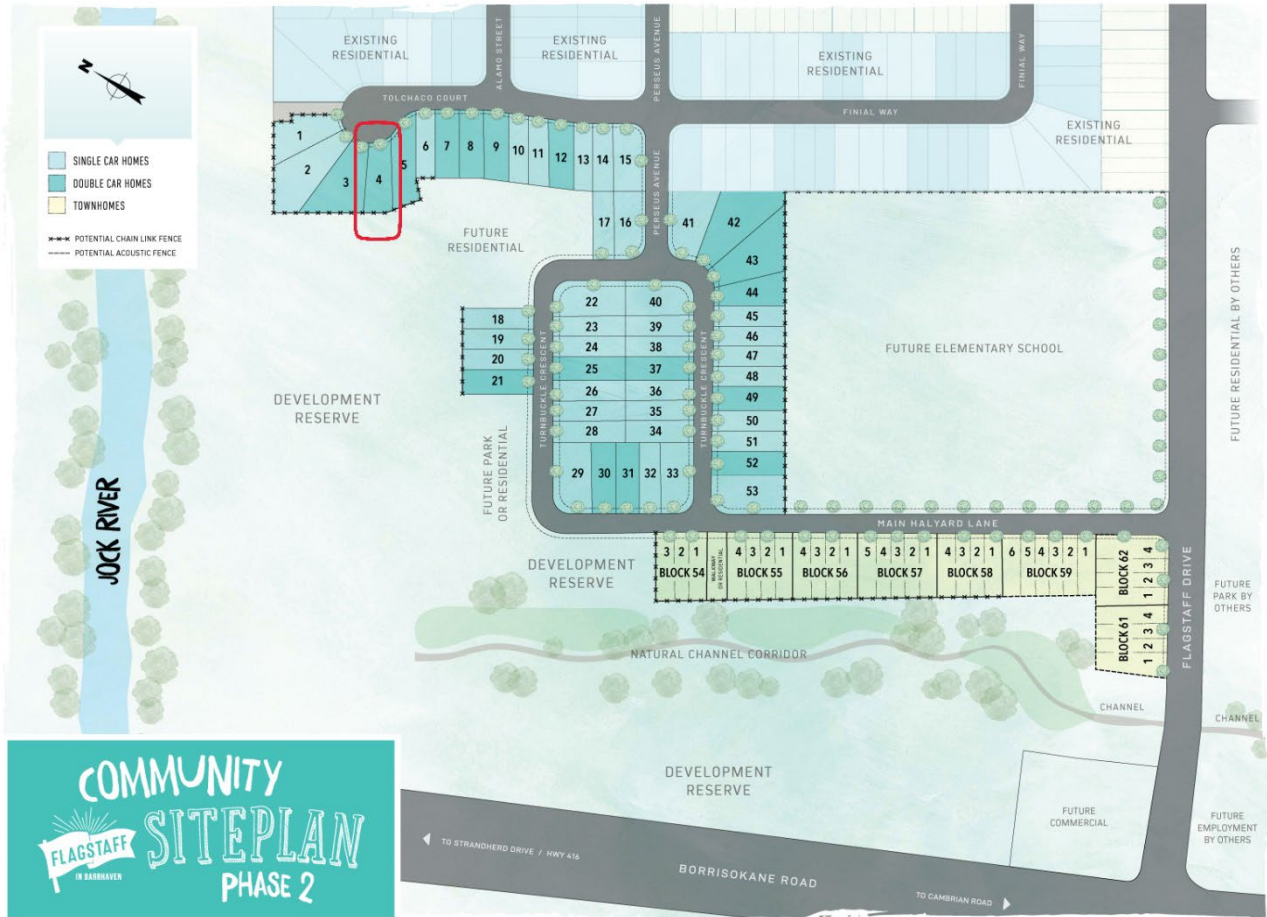 N
SINGLE CAR HOMES
DOUBLE CAR HOMES
TOWNHOMES
POTENTIAL CHAIN LINK FENCE
POTENTIAL ACOUSTIC FENCE
EXISTING
RESIDENTIAL
ALAMO STREET
EXISTING
RESIDENTIAL
PERSEUS AVENUE
EXISTING
RESIDENTIAL
FINIAL WAY
TOLCHACO COURT
FINIAL WAY
EXISTING
RESIDENTIAL
1
2
3
4
5
6
7
8
9
10
11
12
13
14
15
PERSEUS AVENUE
17
16
41
42
43
44
45
46
47
48
49
50
51
52
53
FUTURE
RESIDENTIAL
18
19
20
21
TURNBUCKLE CRESCENT
22
23
24
25
26
27
28
29
30
31
32
33
40
39
38
37
36
35
34
TURNBUCKLE CRESCENT
FUTURE ELEMENTARY SCHOOL
FUTURE RESIDENTIAL BY OTHERS
DEVELOPMENT
RESERVE
FUTURE PARK
OR RESIDENTIAL
JOCK RIVER
MAIN HALYARD LANE
DEVELOPMENT
RESERVE
3 2 1
BLOCK 54
WALKWAY
OR RESIDENTIAL
4 3 2 1
BLOCK 55
4 3 2 1
BLOCK 56
5 4 3 2 1
BLOCK 57
4 3 2 1
BLOCK 58
6 5 4 3 2 1
BLOCK 59
BLOCK 62
1 2 3 4
BLOCK 61
1 2 3 4
FLAGSTAFF DRIVE
FUTURE
PARK BY
OTHERS
NATURAL CHANNEL CORRIDOR
CHANNEL
CHANNEL
DEVELOPMENT
RESERVE
FUTURE
COMMERCIAL
FUTURE
EMPLOYMENT
BY OTHERS
TO STRANDHERD DRIVE / HWY 416
BORRISOKANE ROAD
TO CAMBRIAN ROAD
COMMUNITY
SITEPLAN
PHASE 2
FLAGSTAFF
IN BARRHAVEN